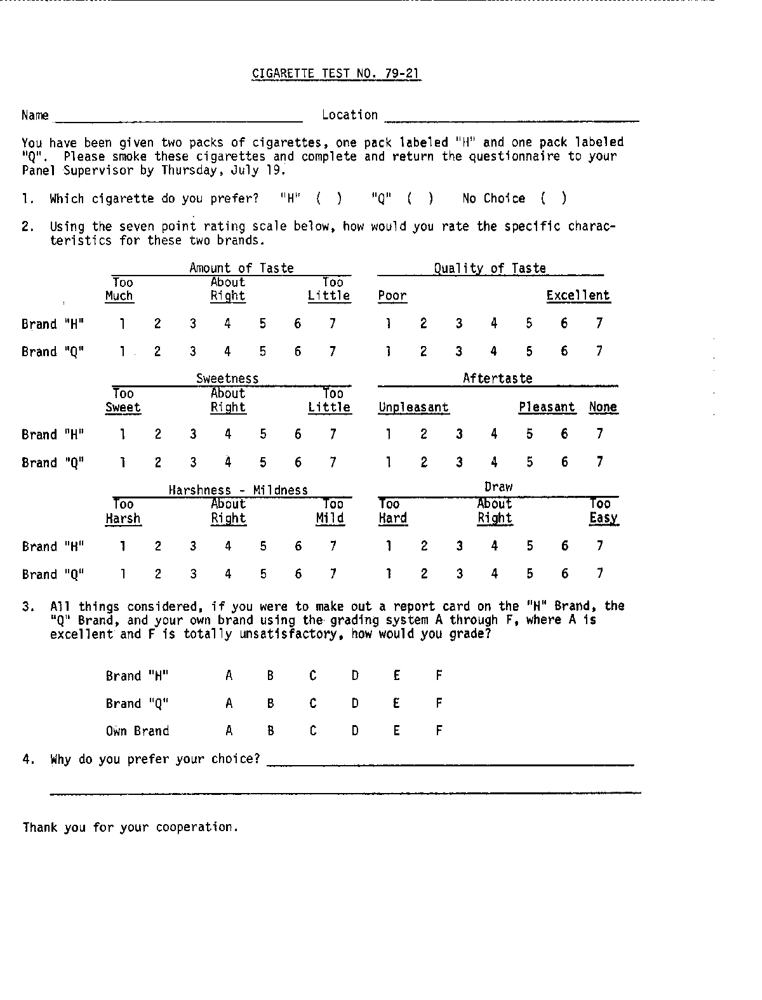 CIGARETTE TEST NO. 79-21
Name Location
You have been given two packs of cigarettes, one pack labeled "H" and one pack labeled
"Q". Please smoke these cigarettes and complete and return the questionnaire to your
Panel Supervisor by Thursday, July 19.
1. Which cigarette do you prefer? "H" ( ) "Q" ( ) No Choice ( )
2. Using the seven point rating scale below, how would you rate the specific charac-
teristics for these two brands.
Amount of Taste Quality of Taste
Too About Too
Much Right Little Poor Excellent
Brand "H" 1 2 3 4 5 6 7 1 2 3 4 5 6 7
Brand "Q" 1 2 3 4 5 6 7 1 2 3 4 5 6 7
Sweetness Aftertaste
Too About Too
Sweet Right Little Unpleasant Pleasant None
Brand "H" 1 2 3 4 5 6 7 1 2 3 4 5 6 7
Brand "Q" 1 2 3 4 5 6 7 1 2 3 4 5 6 7
Harshness - Mildness Draw
Too About Too Too About Too
Harsh Right Mild Hard Right Easy
Brand "H" 1 2 3 4 5 6 7 1 2 3 4 5 6 7
Brand "Q" 1 2 3 4 5 6 7 1 2 3 4 5 6 7
3. All things considered, if you were to make out a report card on the "H" Brand, the
"Q" Brand, and your own brand using the grading system A through F, where A is
excellent and F is totally unsatisfactory, how would you grade?
Brand "H" A B C D E F
Brand "Q" A B C D E F
Own Brand A B C D E F
4. Why do you prefer your choice?
Thank you for your cooperation.